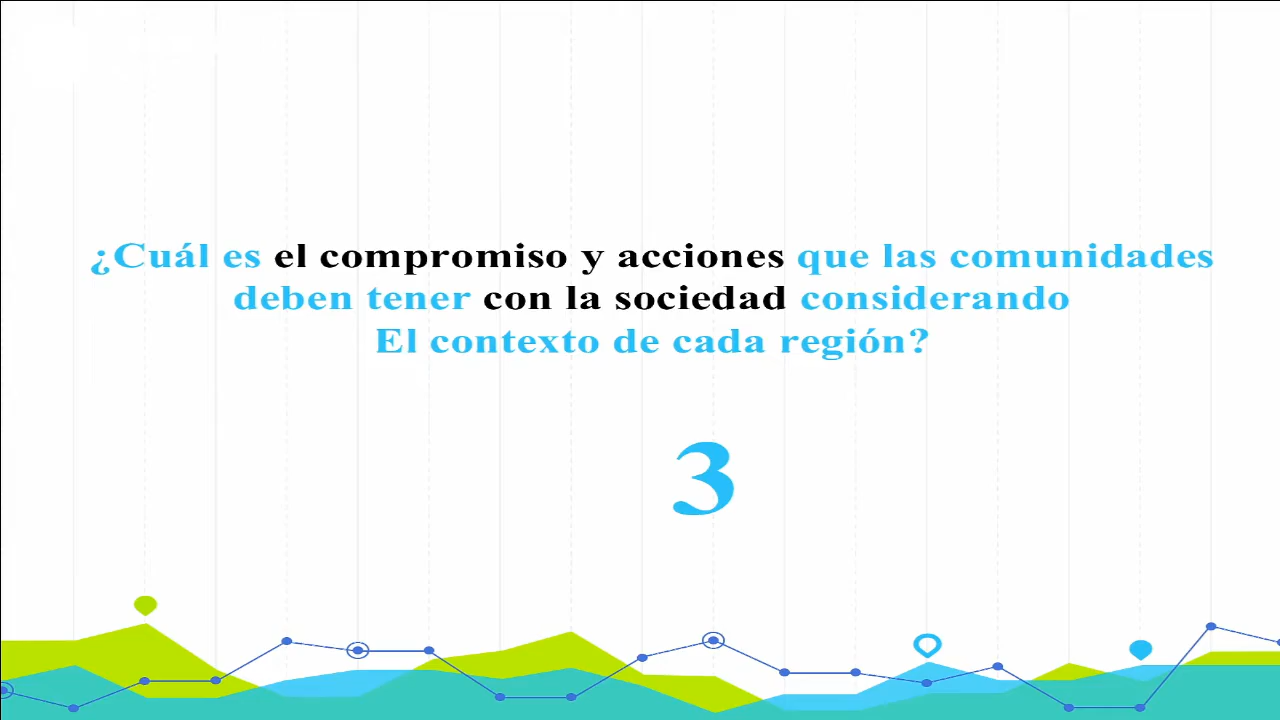 ¿Cuál es el compromiso y acciones que las comunidades
deben tener con la sociedad considerando
El contexto de cada región?
3